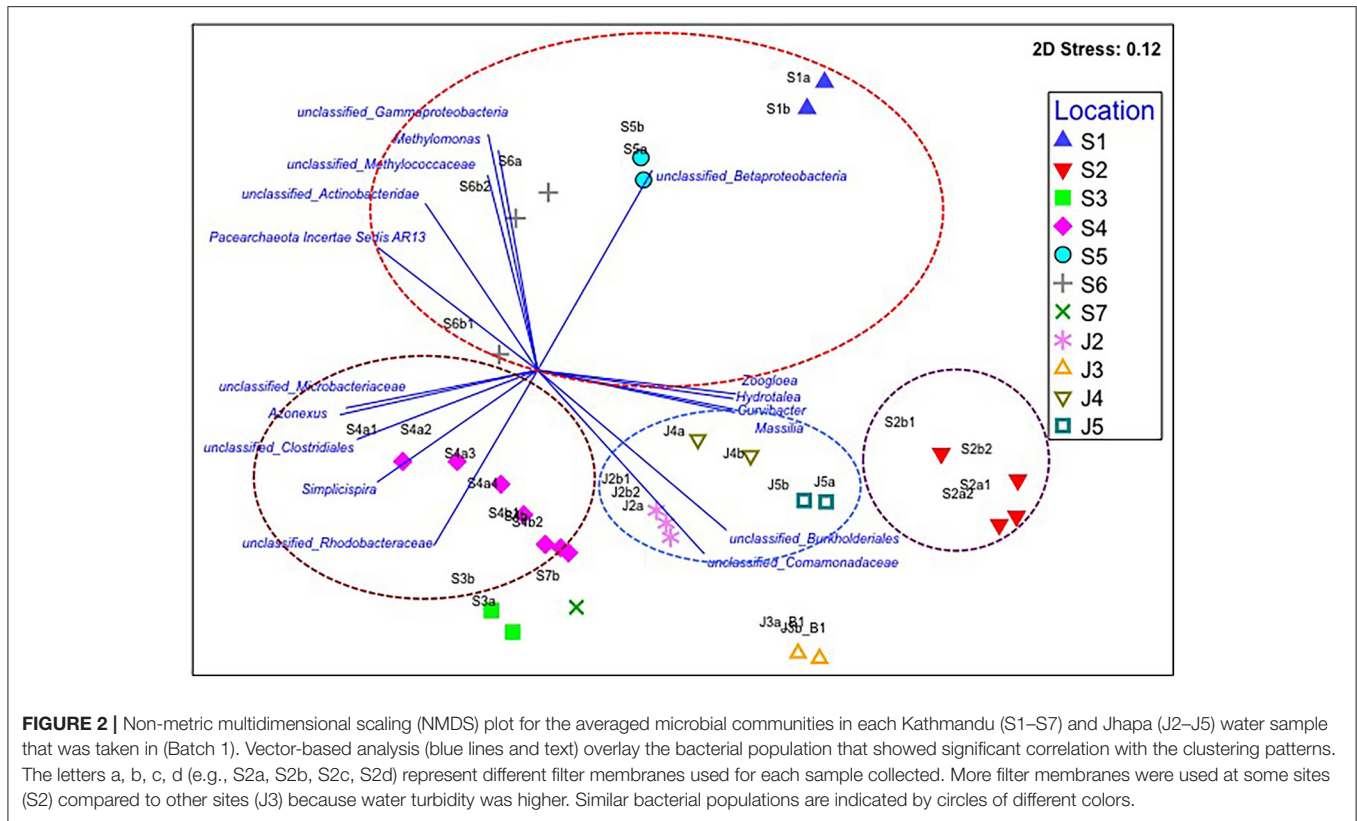 2D Stress: 0.12
S1a
S1b
Location
S1
S2
S3
S4
S5
S6
S7
J2
J3
J4
J5
unclassified_Gammaproteobacteria
Methylomonas
unclassified_Methylococcaceae
unclassified_Actinobacteridae
Pacearchaeota Incertae Sedis AR13
S6a
S6b2
S5b
S5a
unclassified_Betaproteobacteria
S6b1
unclassified_Microbacteriaceae
Azonexus
unclassified_Clostridiales
Simplicispira
unclassified_Rhodobacteraceae
S4a1
S4a2
S4a3
S4a4
S4b1
S4b2
Zoogloea
Hydrotalea
Curvibacter
Massilia
J4a
J4b
J2b1
J2b2
J2a
J5b
J5a
S2b1
S2b2
S2a1
S2a2
unclassified_Burkholderiales
unclassified_Comamonadaceae
S3b
S3a
S7b
J3a_B1
J3b_B1
FIGURE 2 | Non-metric multidimensional scaling (NMDS) plot for the averaged microbial communities in each Kathmandu (S1–S7) and Jhapa (J2–J5) water sample
that was taken in (Batch 1). Vector-based analysis (blue lines and text) overlay the bacterial population that showed significant correlation with the clustering patterns.
The letters a, b, c, d (e.g., S2a, S2b, S2c, S2d) represent different filter membranes used for each sample collected. More filter membranes were used at some sites
(S2) compared to other sites (J3) because water turbidity was higher. Similar bacterial populations are indicated by circles of different colors.